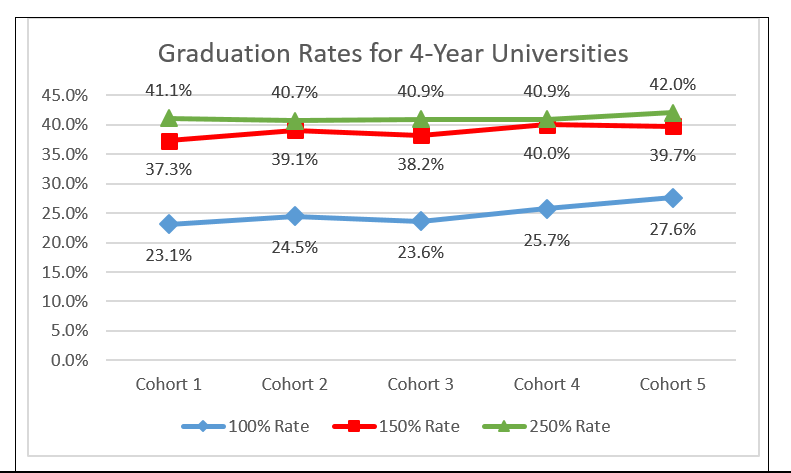 Graduation Rates for 4-Year Universities
45.0%
40.0%
35.0%
30.0%
25.0%
20.0%
15.0%
10.0%
5.0%
0.0%
41.1% 40.7% 40.9% 40.9% 42.0%
37.3% 39.1% 38.2% 40.0% 39.7%
23.1% 24.5% 23.6% 25.7% 27.6%
Cohort 1 Cohort 2 Cohort 3 Cohort 4 Cohort 5
100% Rate 150% Rate 250% Rate